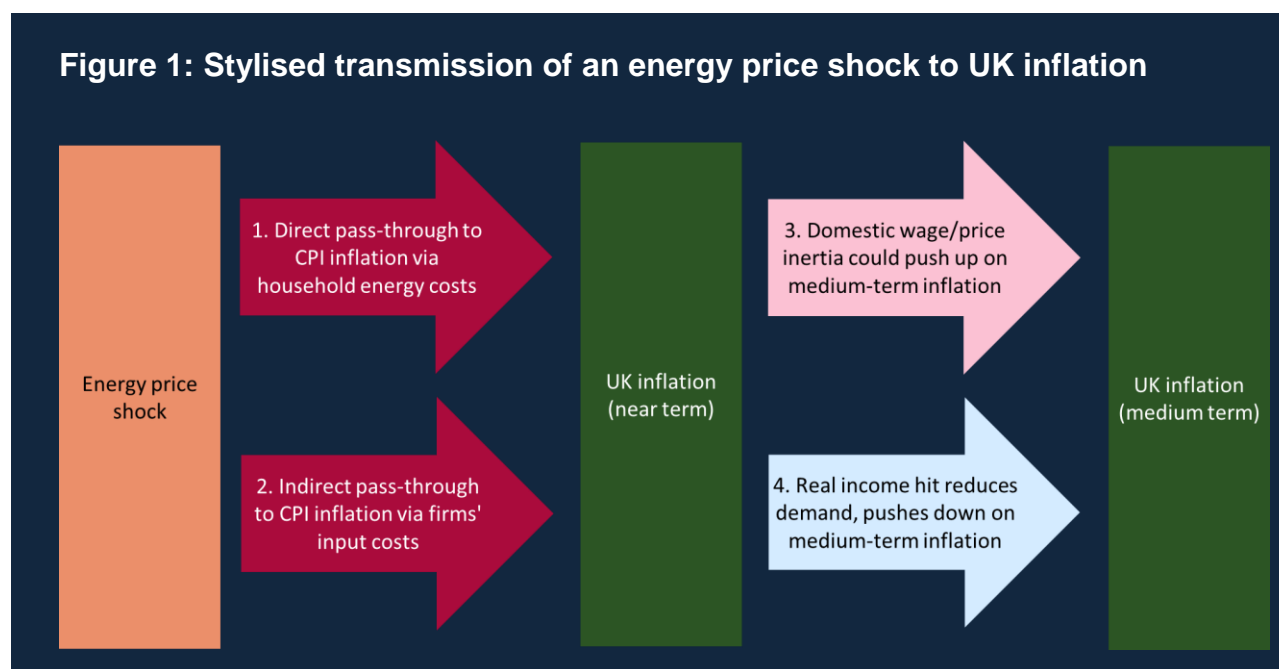 Figure 1: Stylised transmission of an energy price shock to UK inflation
Energy price
shock
1. Direct pass-through to
CPI inflation via
household energy costs
2. Indirect pass-through
to CPI inflation via firms'
input costs
UK inflation
(near term)
3. Domestic wage/price
inertia could push up on
medium-term inflation
4. Real income hit reduces
demand, pushes down on
medium-term inflation
UK inflation
(medium term)